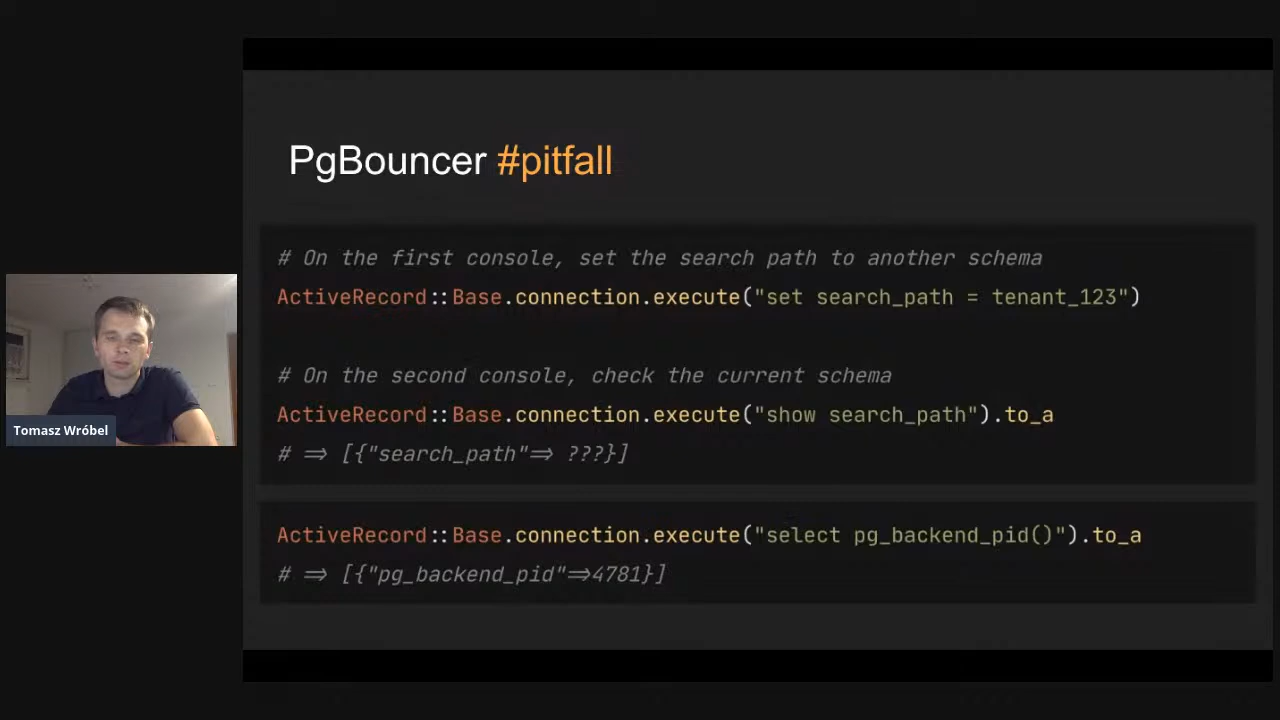 PgBouncer #pitfall
# On the first console, set the search path to another schema
ActiveRecord::Base.connection.execute("set search_path = tenant_123")
# On the second console, check the current schema
ActiveRecord::Base.connection.execute("show search_path").to_a
# => [{"search_path"=> ???}]
ActiveRecord::Base.connection.execute("select pg_backend_pid()").to_a
# => [{"pg_backend_pid"=>4781}]
Tomasz Wróbel